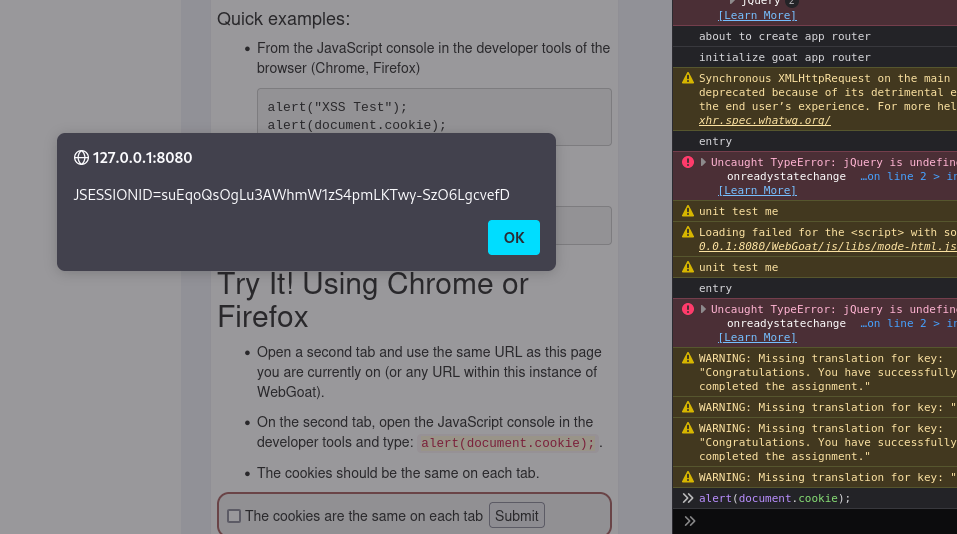 Quick examples:
• From the JavaScript console in the developer tools of the
browser (Chrome, Firefox)
alert("XSS Test");
alert(document.cookie);
127.0.0.1:8080
JSESSIONID=suEqoQsOgLu3AWhmW1zS4pmLKTwy-SzO6LgcvefD
OK
Try It! Using Chrome or
Firefox
• Open a second tab and use the same URL as this page
you are currently on (or any URL within this instance of
WebGoat).
• On the second tab, open the JavaScript console in the
developer tools and type: alert(document.cookie);.
• The cookies should be the same on each tab.
The cookies are the same on each tab Submit
jQuery 2
[Learn More]
about to create app router
initialize goat app router
Synchronous XMLHttpRequest on the main
deprecated because of its detrimental e
the end user's experience. For more hel
xhr.spec.whatwg.org/
entry
Uncaught TypeError: jQuery is undefine
onreadystatechange …on line 2 > in
[Learn More]
unit test me
Loading failed for the <script> with so
0.0.1:8080/WebGoat/js/libs/mode-html.js
unit test me
entry
Uncaught TypeError: jQuery is undefine
onreadystatechange …on line 2 > in
[Learn More]
WARNING: Missing translation for key:
"Congratulations. You have successfully
completed the assignment."
WARNING: Missing translation for key: "
WARNING: Missing translation for key:
"Congratulations. You have successfully
completed the assignment."
WARNING: Missing translation for key: "
» alert(document.cookie);
»